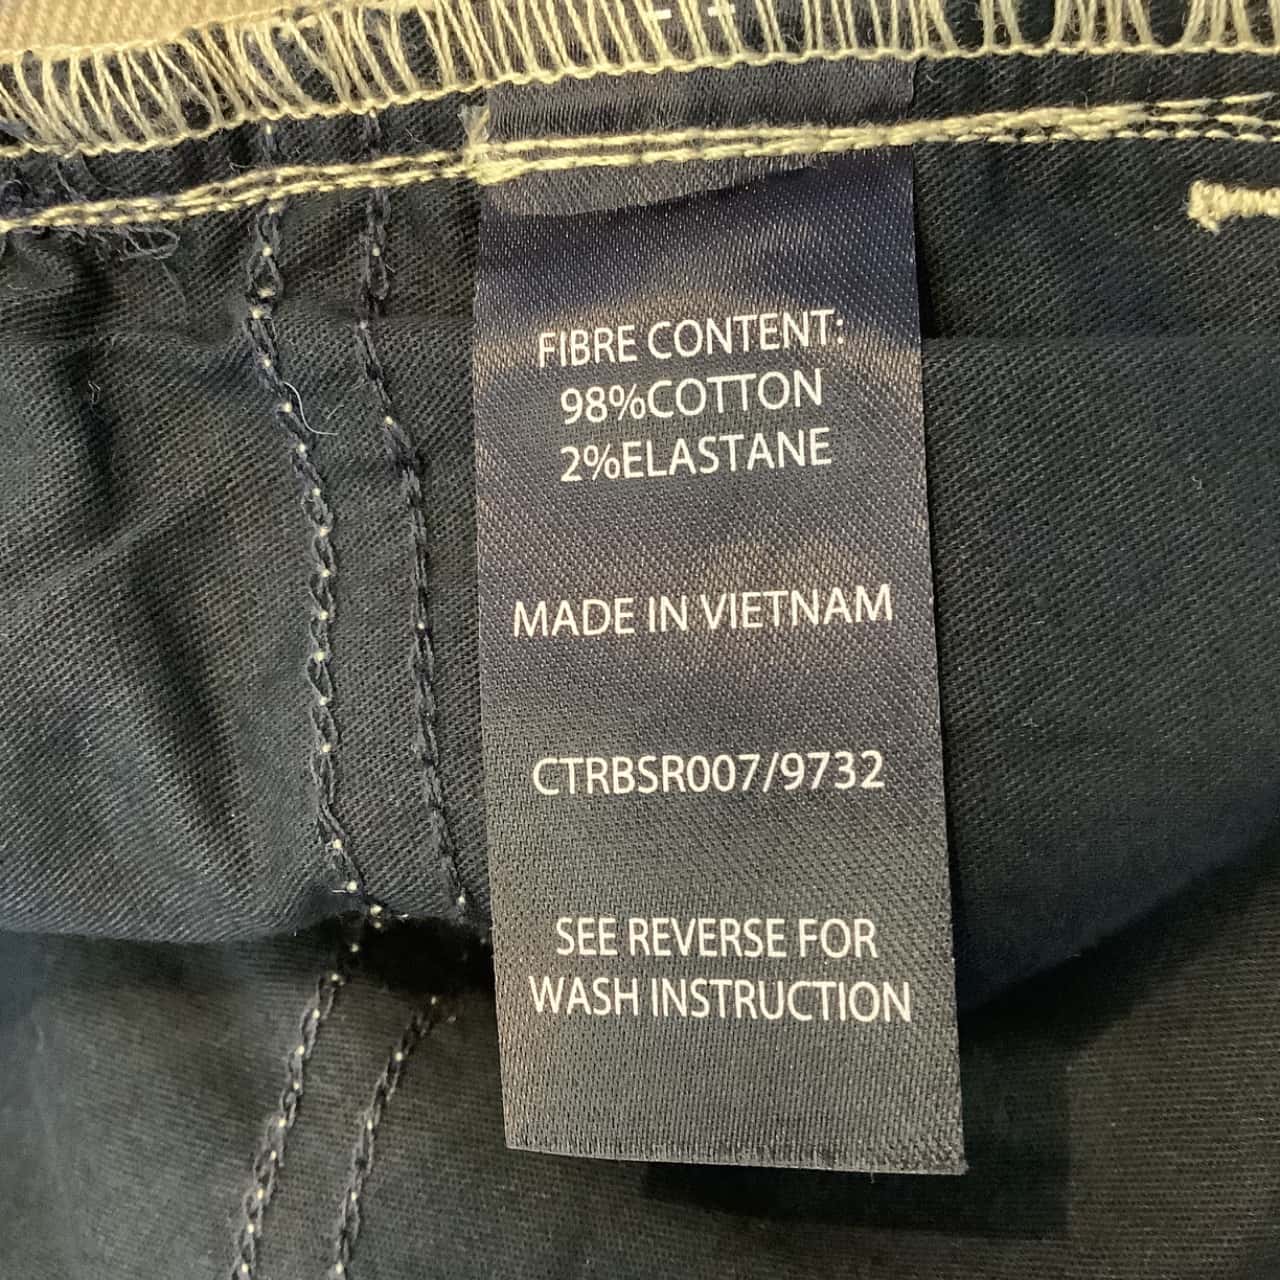 FIBRE CONTENT:
98%COTTON
2%ELASTANE
MADE IN VIETNAM
CTRBSR007/9732
SEE REVERSE FOR
WASH INSTRUCTION